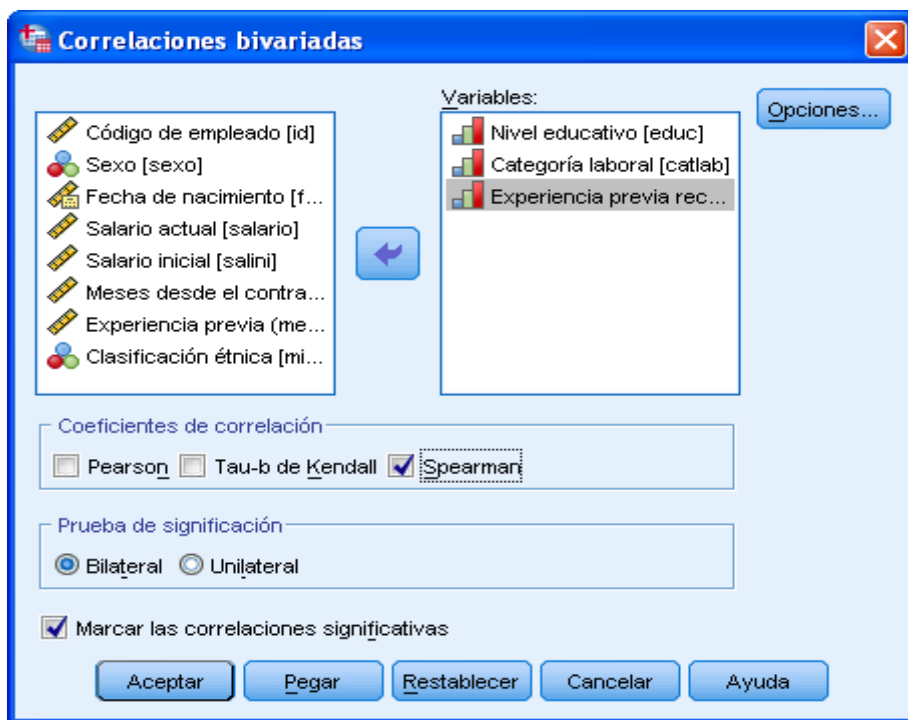 Correlaciones bivariadas
Código de empleado [id]
Sexo [sexo]
Fecha de nacimiento [f...
Salario actual [salario]
Salario inicial [salini]
Meses desde el contra...
Experiencia previa (me...
Clasificación étnica [mi...
Variables:
Nivel educativo [educ]
Categoría laboral [catlab]
Experiencia previa rec...
Opciones...
Coeficientes de correlación
Pearson Tau-b de Kendall Spearman
Prueba de significación
Bilateral Unilateral
Marcar las correlaciones significativas
Aceptar Pegar Restablecer Cancelar Ayuda